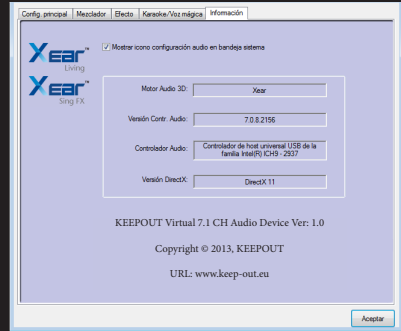 Config. principal Mezclador Efecto Karaoke/Voz mágica Información
Xear™
Living
Mostrar icono configuración audio en bandeja sistema
Xear™
Sing FX
Motor Audio 3D: Xear
Versión Contr. Audio: 7.0.8.2156
Controlador Audio: Controlador de host universal USB de la
familia Intel(R) ICH9 - 2937
Versión DirectX: DirectX 11
KEEPOUT Virtual 7.1 CH Audio Device Ver: 1.0
Copyright © 2013, KEEPOUT
URL: www.keep-out.eu
Aceptar